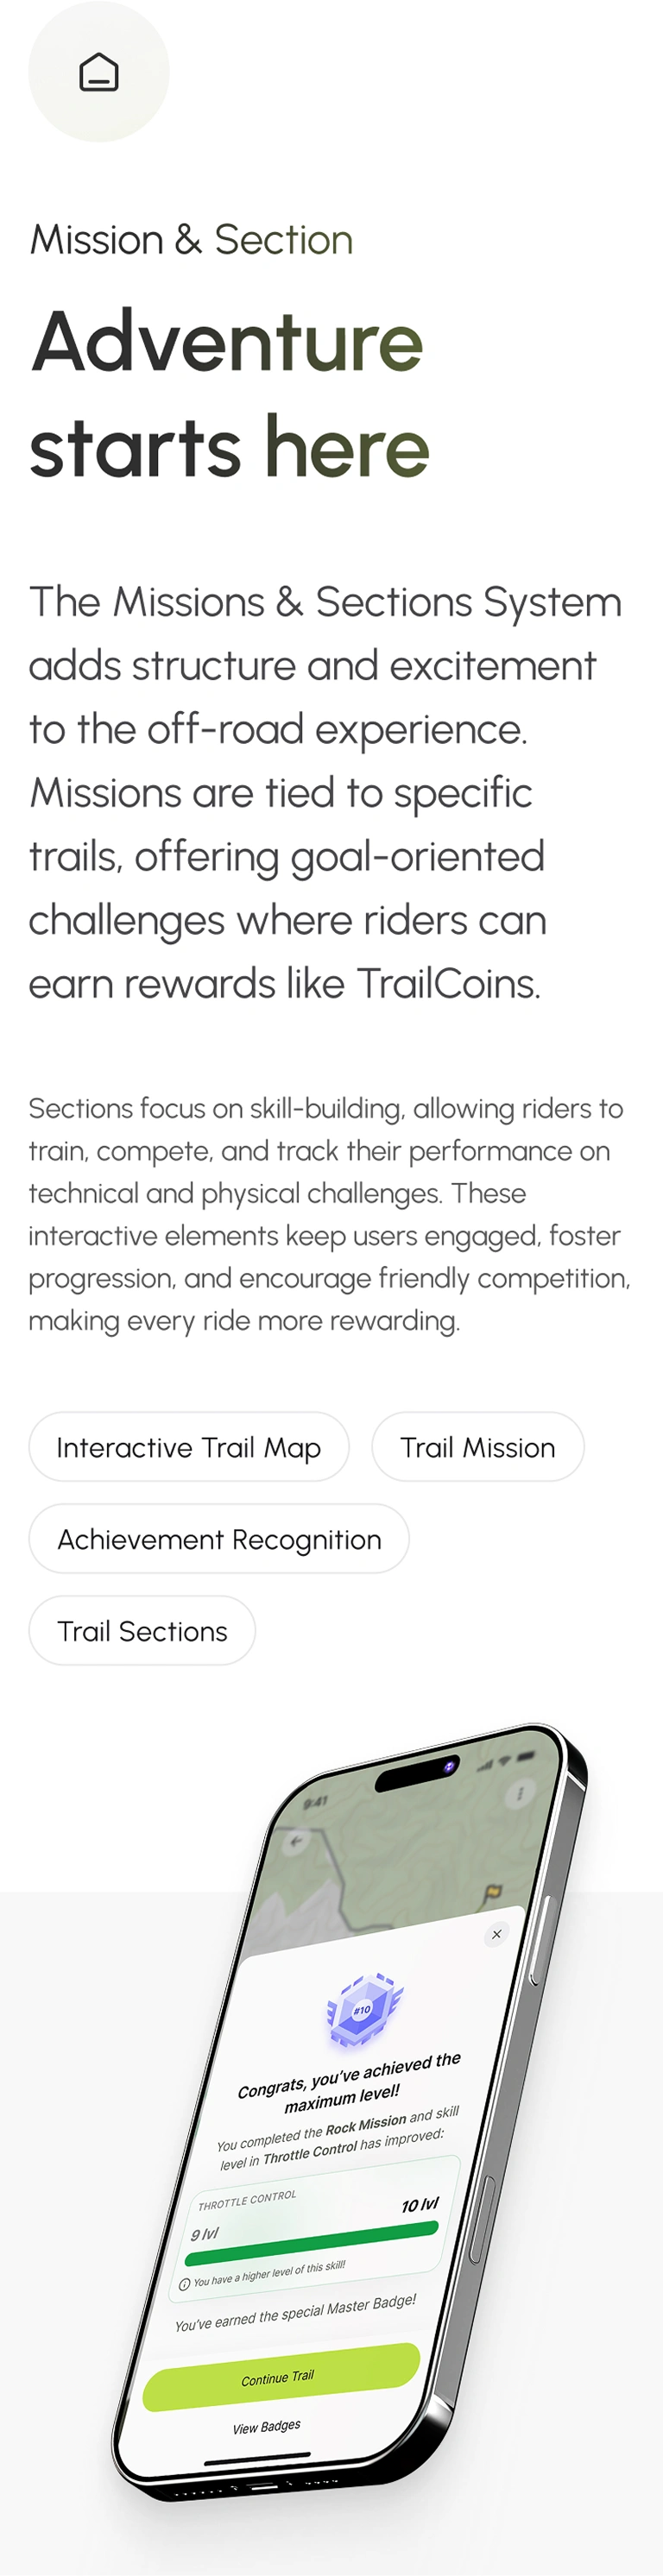 Mission & Section
Adventure
starts here
The Missions & Sections System
adds structure and excitement
to the off-road experience.
Missions are tied to specific
trails, offering goal-oriented
challenges where riders can
earn rewards like TrailCoins.
Sections focus on skill-building, allowing riders to
train, compete, and track their performance on
technical and physical challenges. These
interactive elements keep users engaged, foster
progression, and encourage friendly competition,
making every ride more rewarding.
Interactive Trail Map
Trail Mission
Achievement Recognition
Trail Sections
9:41
#10
Congrats, you've achieved the
maximum level!
You completed the Rock Mission and skill
level in Throttle Control has improved:
THROTTLE CONTROL
9 lvl
10 lvl
You have a higher level of this skill!
You've earned the special Master Badge!
Continue Trail
View Badges